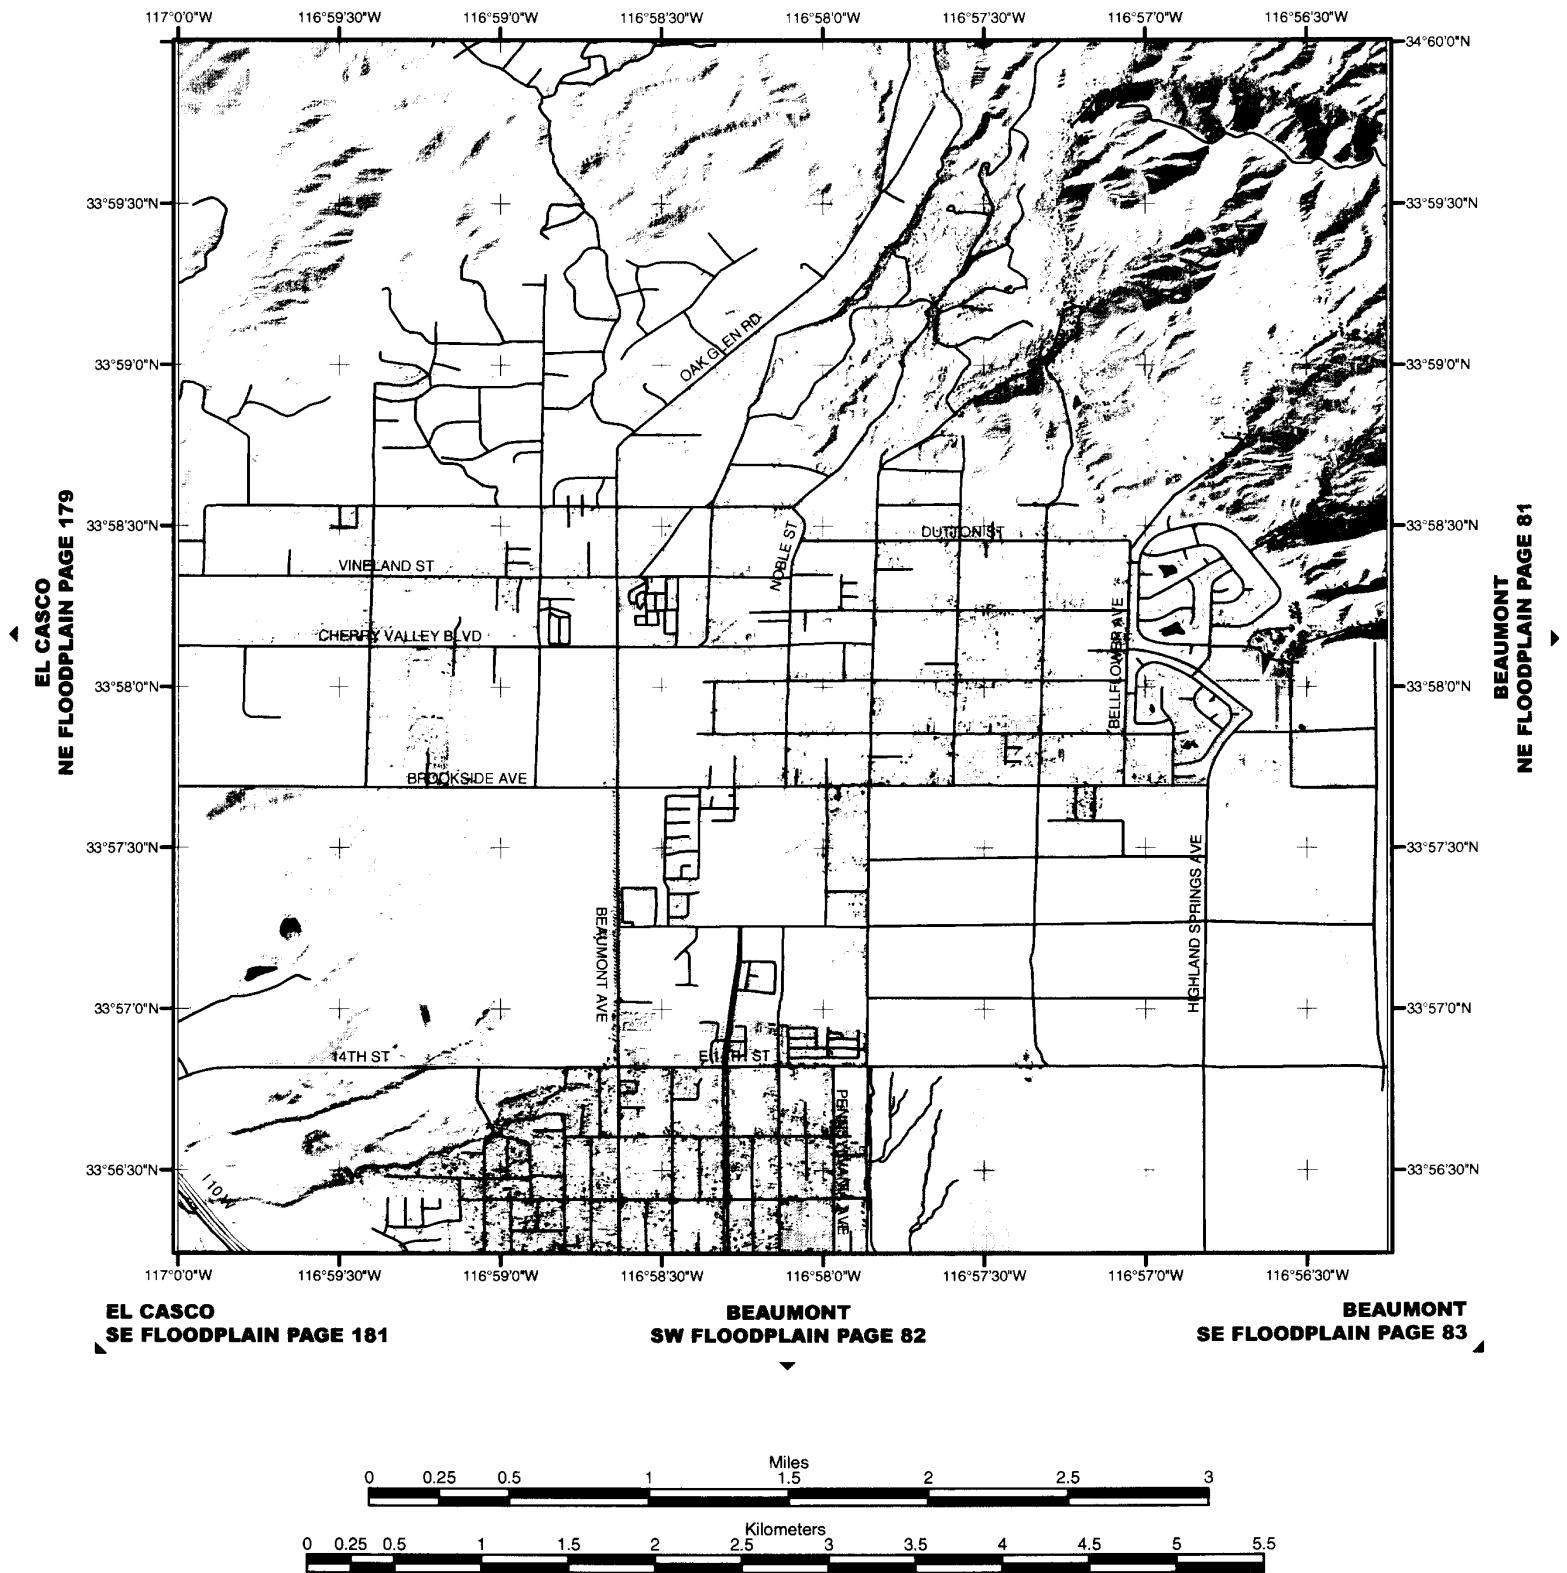 117°0'0"W 116°59'30"W 116°59'0"W 116°58'30"W 116°58'0"W 116°57'30"W 116°57'0"W 116°56'30"W
34°60'0"N
33°59'30"N 33°59'30"N
OAK GLEN RD
33°59'0"N 33°59'0"N
EL CASCO
NE FLOODPLAIN PAGE 179
BEAUMONT
NE FLOODPLAIN PAGE 81
33°58'30"N 33°58'30"N
DUTTON ST
NOBLE ST
VINELAND ST
CHERRY VALLEY BLVD
BELLFLOWER AVE
33°58'0"N 33°58'0"N
BROOKSIDE AVE
33°57'30"N 33°57'30"N
HIGHLAND SPRINGS AVE
BEAUMONT AVE
33°57'0"N 33°57'0"N
14TH ST
E 14TH ST
PENNSYLVANIA AVE
33°56'30"N 33°56'30"N
I 10 W
117°0'0"W 116°59'30"W 116°59'0"W 116°58'30"W 116°58'0"W 116°57'30"W 116°57'0"W 116°56'30"W
EL CASCO
SE FLOODPLAIN PAGE 181
BEAUMONT
SW FLOODPLAIN PAGE 82
BEAUMONT
SE FLOODPLAIN PAGE 83
Miles
0 0.25 0.5 1 1.5 2 2.5 3
Kilometers
0 0.25 0.5 1 1.5 2 2.5 3 3.5 4 4.5 5 5.5